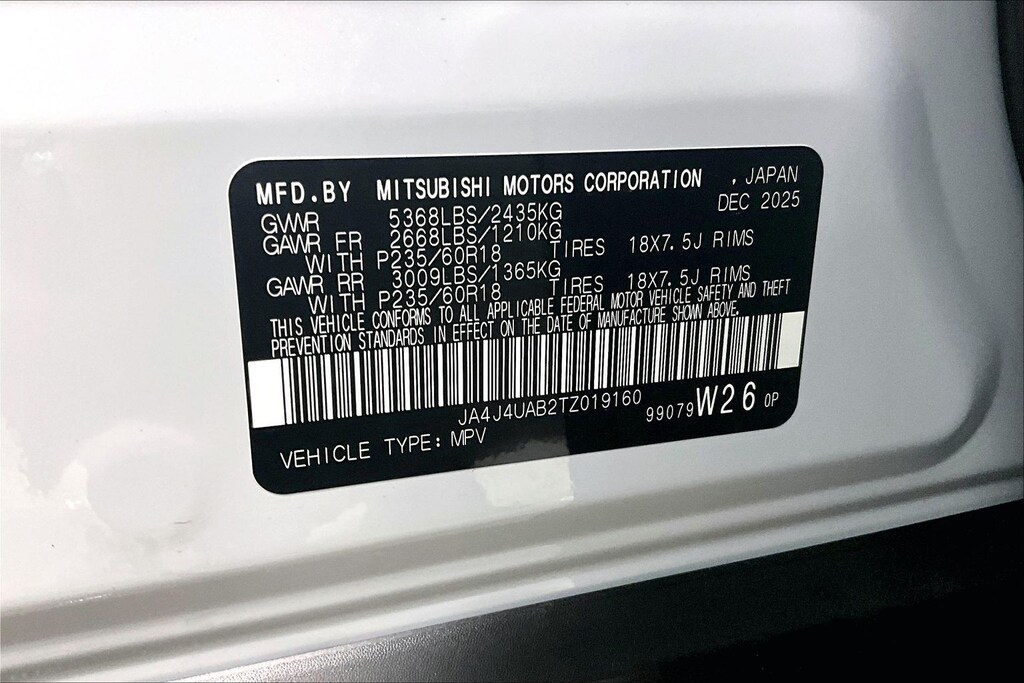 MFD.BY MITSUBISHI MOTORS CORPORATION , JAPAN
DEC 2025
GVWR 5368LBS/2435KG
GAWR FR 2668LBS/1210KG
WITH P235/60R18 TIRES 18X7.5J RIMS
GAWR RR 3009LBS/1365KG
WITH P235/60R18 TIRES 18X7.5J RIMS
THIS VEHICLE CONFORMS TO ALL APPLICABLE FEDERAL MOTOR VEHICLE SAFETY AND THEFT
PREVENTION STANDARDS IN EFFECT ON THE DATE OF MANUFACTURE SHOWN ABOVE.
JA4J4UAB2TZ019160 99079 W26 0P
VEHICLE TYPE: MPV